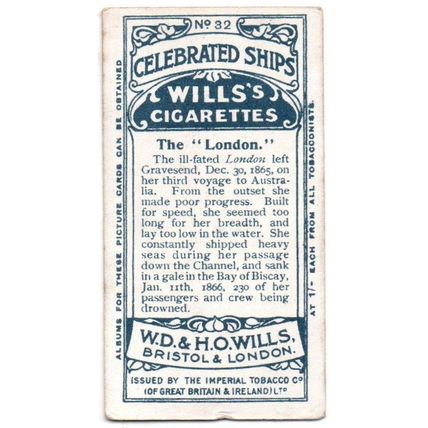 No 32
CELEBRATED SHIPS
WILLS'S
CIGARETTES
The "London."
The ill-fated London left
Gravesend, Dec. 30, 1865, on
her third voyage to Austra-
lia. From the outset she
made poor progress. Built
for speed, she seemed too
long for her breadth, and
lay too low in the water. She
constantly shipped heavy
seas during her passage
down the Channel, and sank
in a gale in the Bay of Biscay,
Jan. 11th, 1866, 230 of her
passengers and crew being
drowned.
W.D. & H.O. WILLS,
BRISTOL & LONDON.
ISSUED BY THE IMPERIAL TOBACCO Co
(OF GREAT BRITAIN & IRELAND) LTD
ALBUMS FOR THESE PICTURE CARDS CAN BE OBTAINED
AT 1/- EACH FROM ALL TOBACCONISTS.